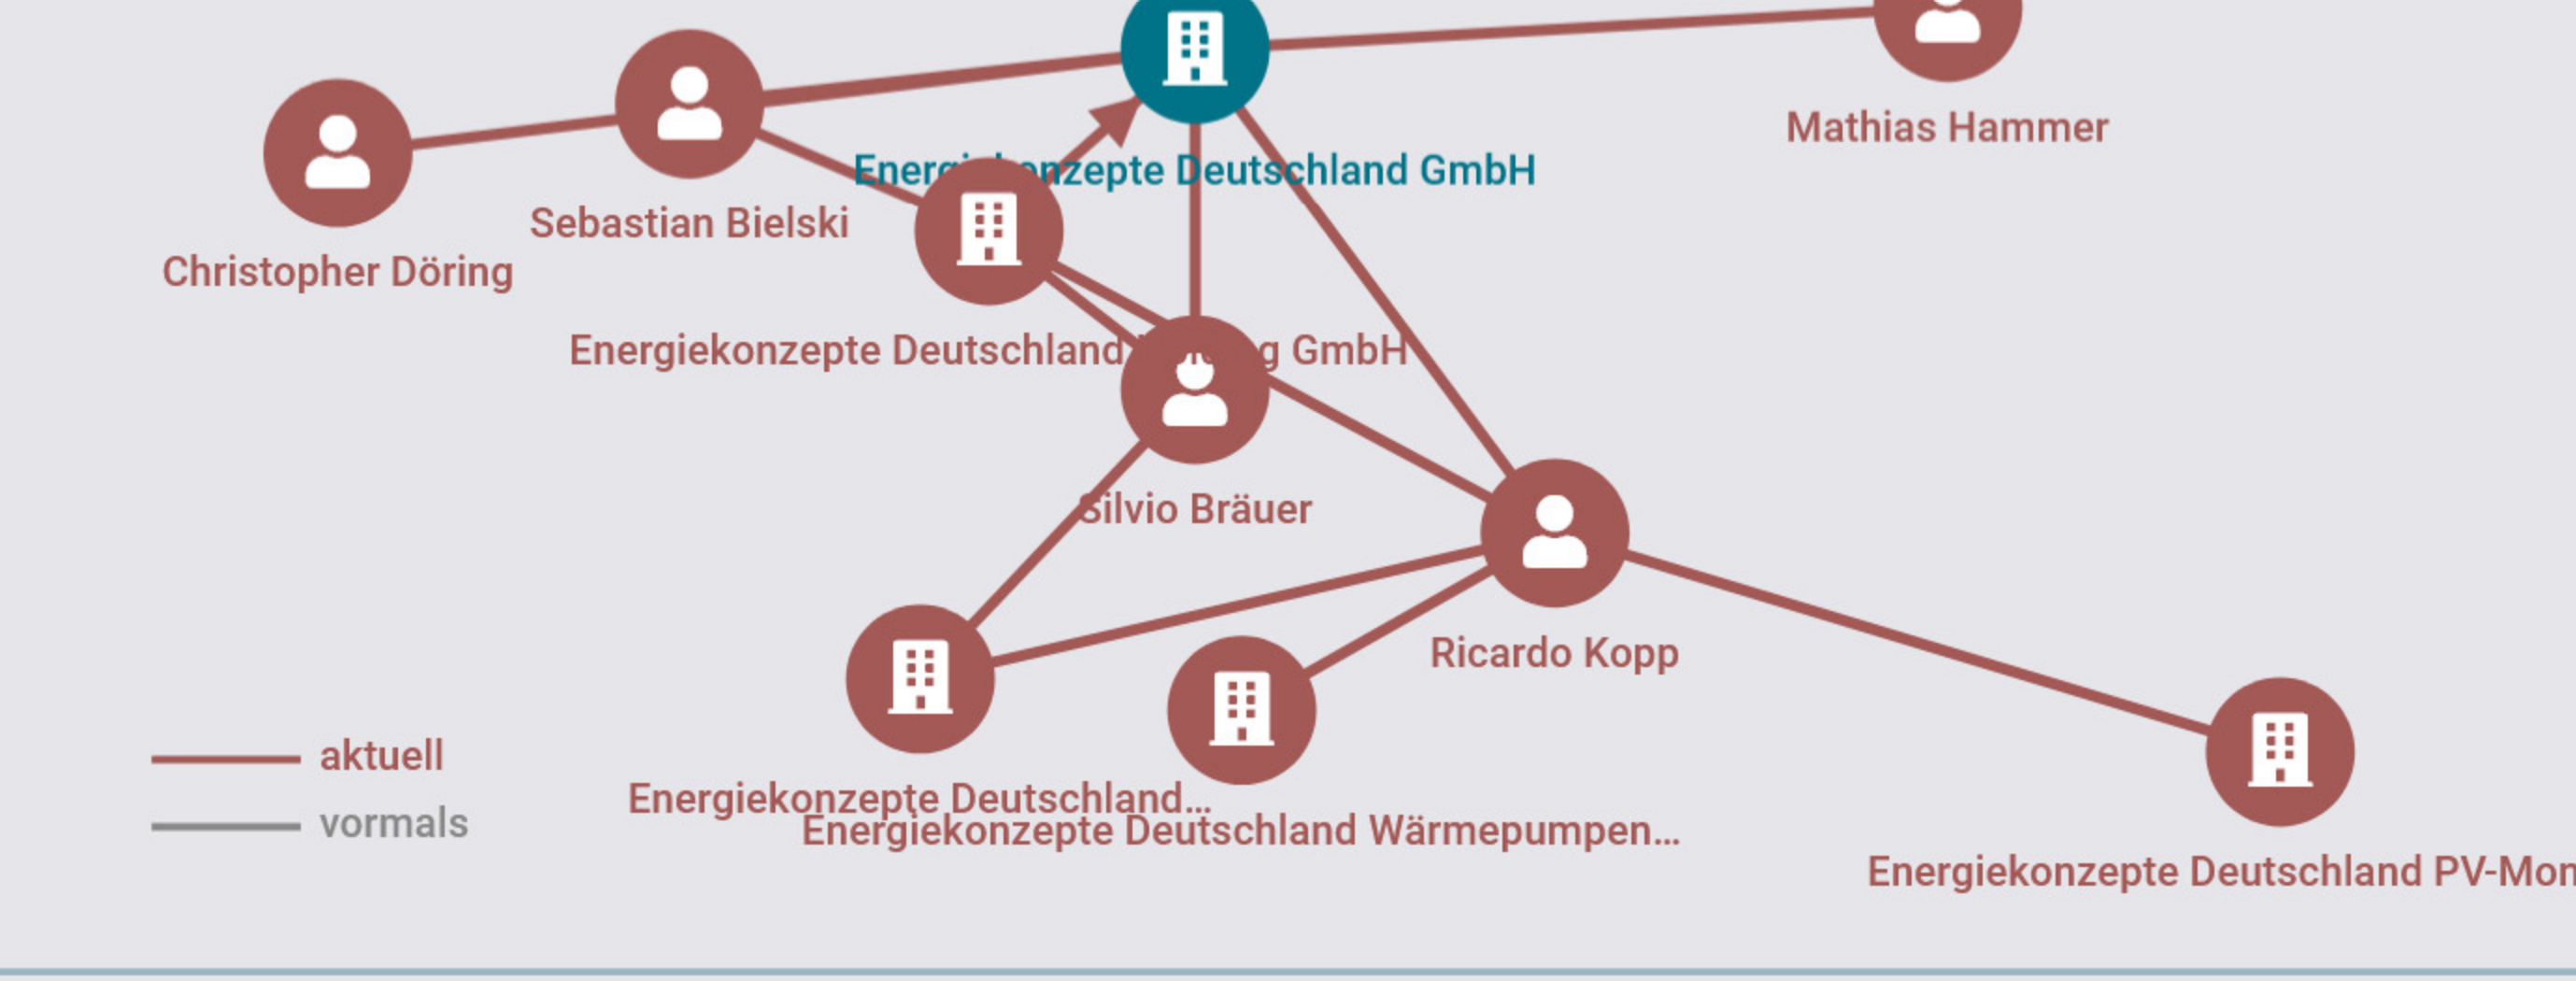 Mathias Hammer
Energiekonzepte Deutschland GmbH
Sebastian Bielski
Christopher Döring
Energiekonzepte Deutschland GmbH
Silvio Bräuer
Ricardo Kopp
aktuell
Energiekonzepte Deutschland...
vormals
Energiekonzepte Deutschland Wärmepumpen...
Energiekonzepte Deutschland PV-Mon